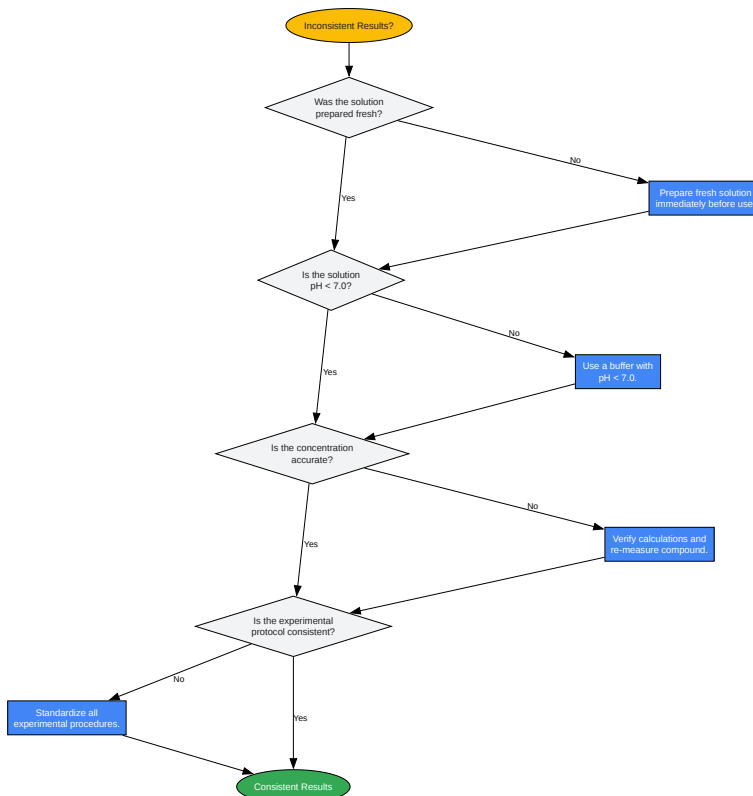 Inconsistent Results?
Was the solution
prepared fresh?
No
Yes
Prepare fresh solution
immediately before use.
Is the solution
pH < 7.0?
No
Yes
Use a buffer with
pH < 7.0.
Is the concentration
accurate?
No
Yes
Verify calculations and
re-measure compound.
Is the experimental
protocol consistent?
No
Yes
Standardize all
experimental procedures.
Consistent Results